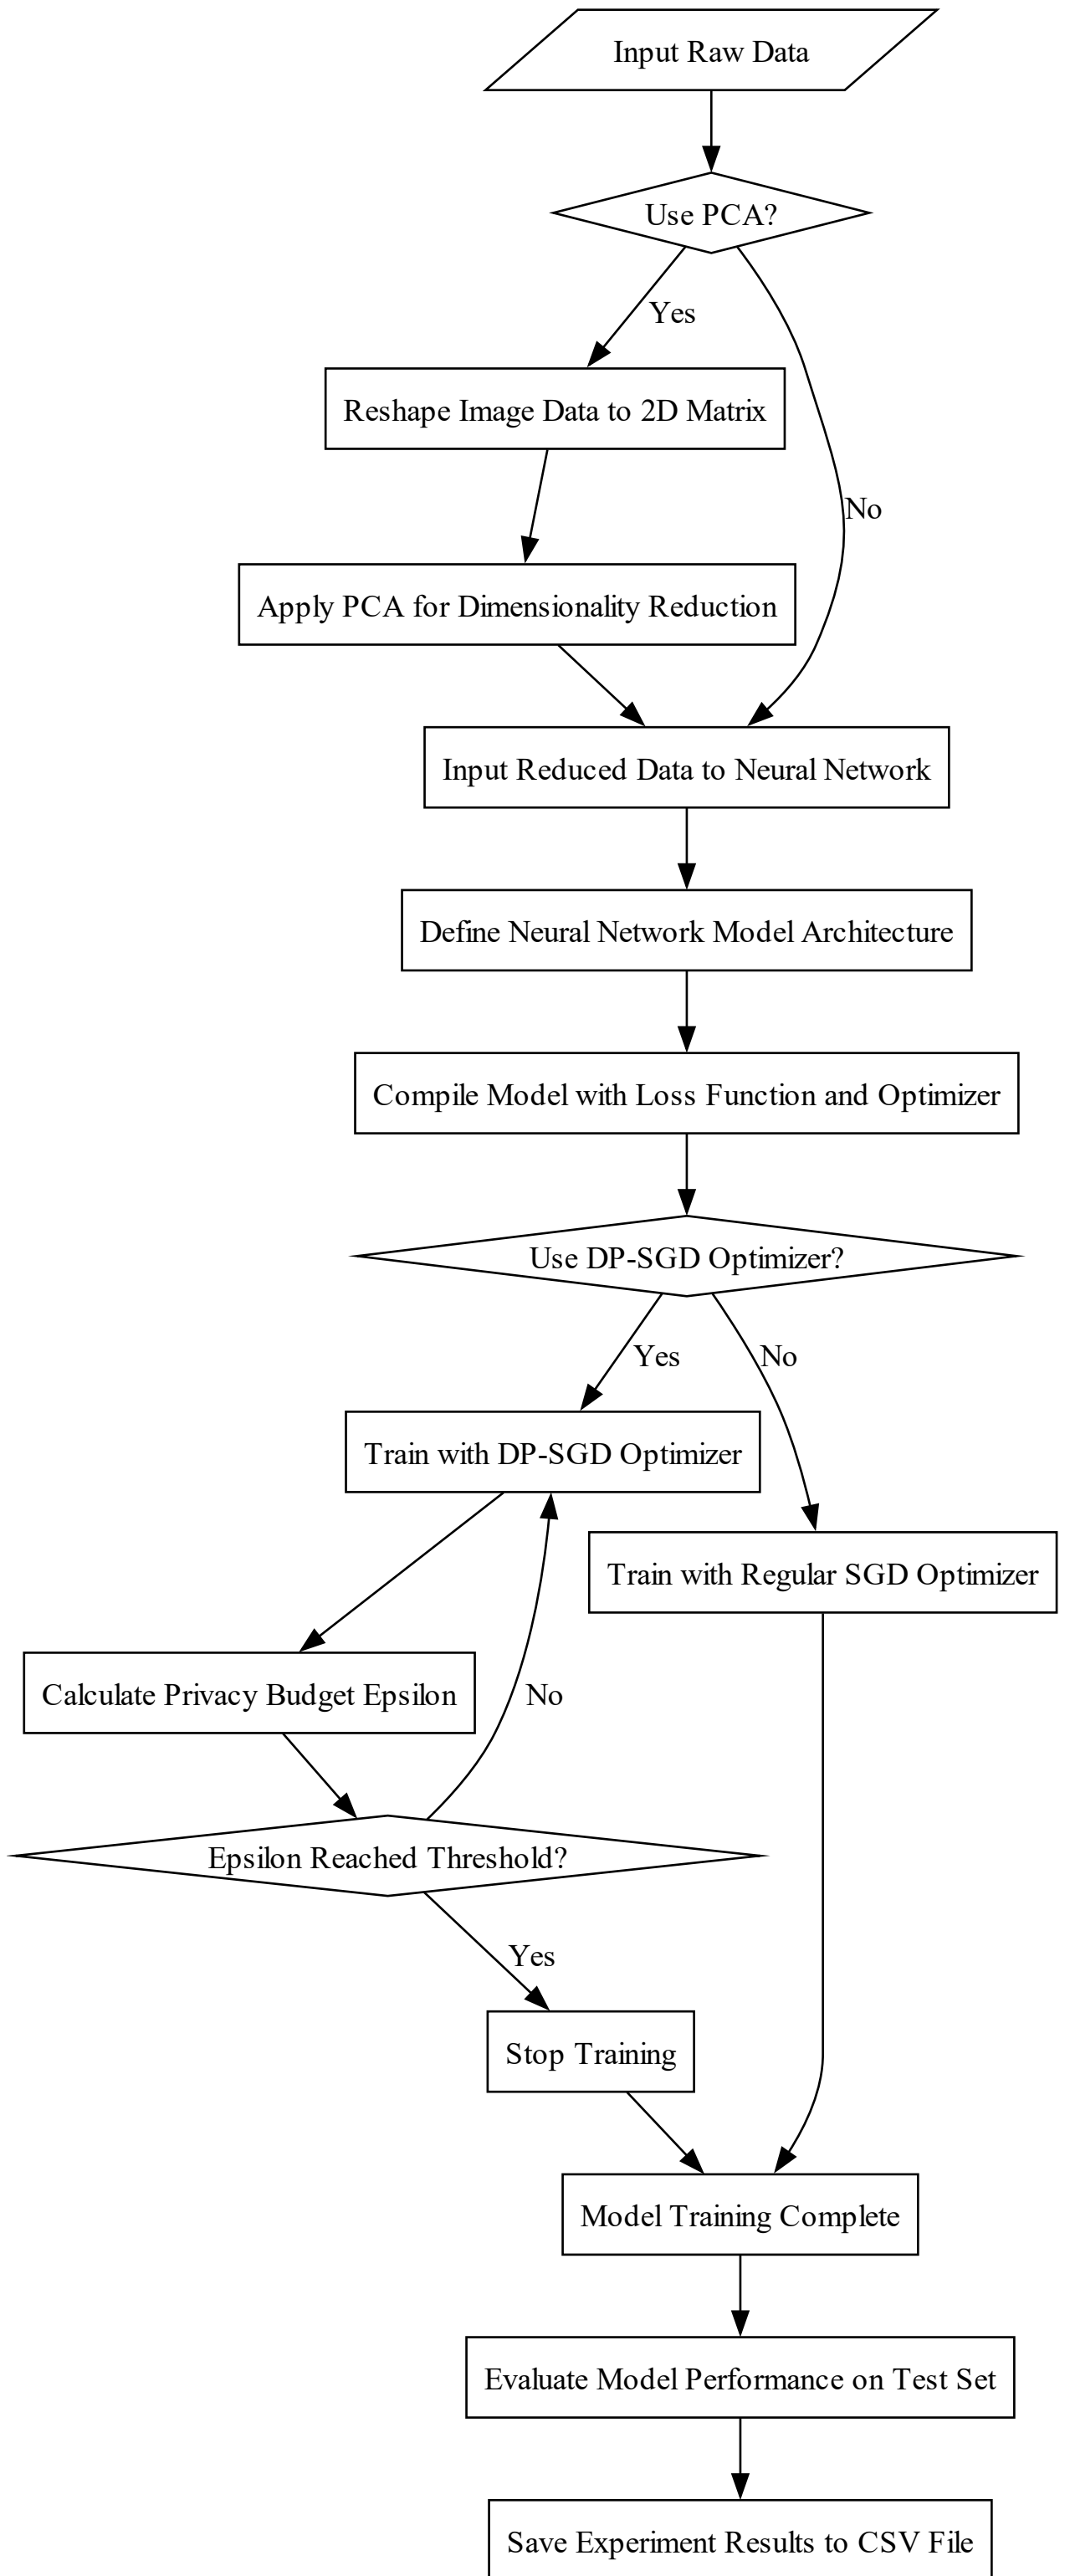 Input Raw Data
Use PCA?
Yes
Reshape Image Data to 2D Matrix
No
Apply PCA for Dimensionality Reduction
Input Reduced Data to Neural Network
Define Neural Network Model Architecture
Compile Model with Loss Function and Optimizer
Use DP-SGD Optimizer?
Yes
No
Train with DP-SGD Optimizer
Train with Regular SGD Optimizer
Calculate Privacy Budget Epsilon
No
Epsilon Reached Threshold?
Yes
Stop Training
Model Training Complete
Evaluate Model Performance on Test Set
Save Experiment Results to CSV File